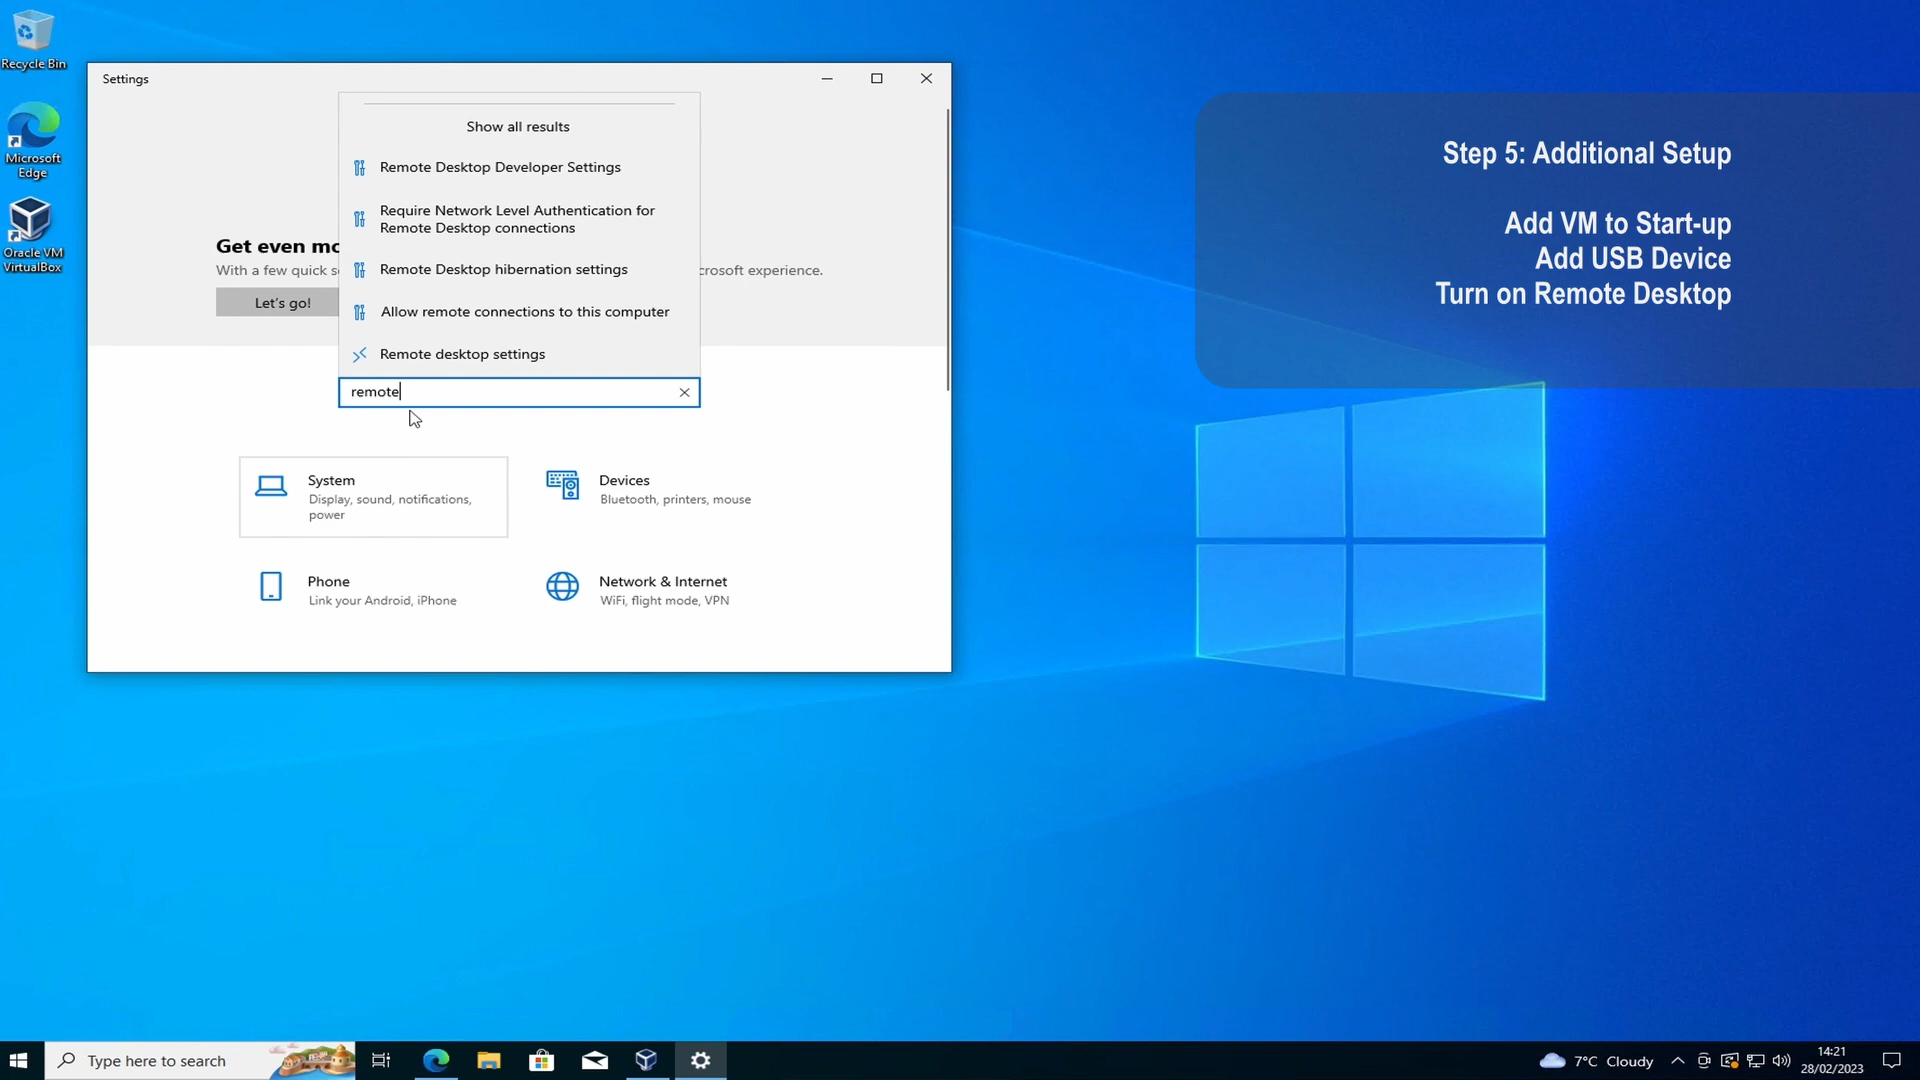 Recycle Bin
Microsoft
Edge
Oracle VM
VirtualBox
Settings
Show all results
Remote Desktop Developer Settings
Require Network Level Authentication for
Remote Desktop connections
Remote Desktop hibernation settings
Allow remote connections to this computer
Remote desktop settings
remote
Get even mo
With a few quick s
crosoft experience.
Let's go!
System
Display, sound, notifications,
power
Devices
Bluetooth, printers, mouse
Phone
Link your Android, iPhone
Network & Internet
WiFi, flight mode, VPN
Step 5: Additional Setup
Add VM to Start-up
Add USB Device
Turn on Remote Desktop
Type here to search
7°C Cloudy
14:21
28/02/2023